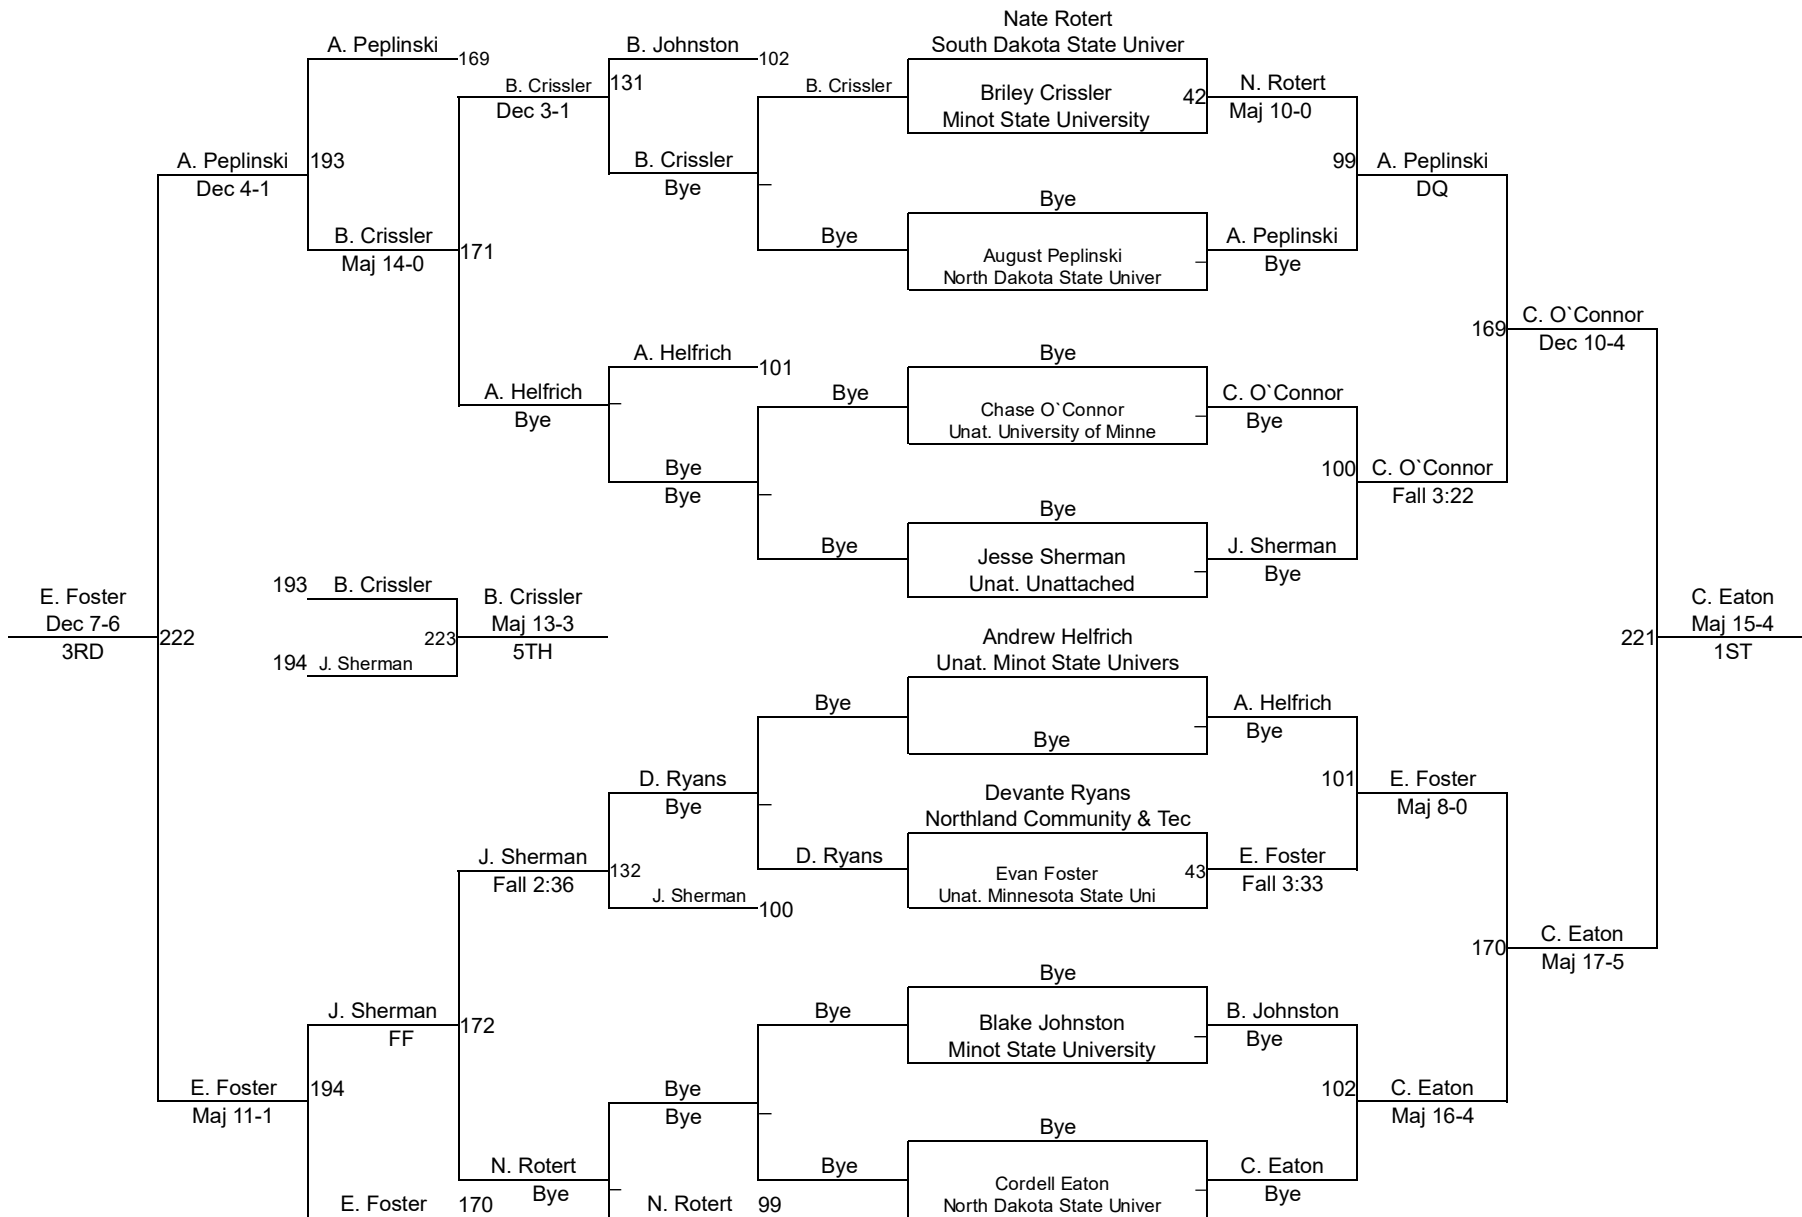 Nate Rotert
A. Peplinski
B. Johnston
South Dakota State Univer
169
102
B. Crissler
131
B. Crissler
Briley Crissler
42
N. Rotert
Dec 3-1
Minot State University
Maj 10-0
A. Peplinski
193
B. Crissler
99
A. Peplinski
Dec 4-1
Bye
DQ
Bye
B. Crissler
Bye
A. Peplinski
171
August Peplinski
Maj 14-0
North Dakota State Univer
Bye
C. O`Connor
169
Dec 10-4
A. Helfrich
Bye
101
A. Helfrich
Bye
Chase O`Connor
C. O`Connor
Bye
Unat. University of Minne
Bye
Bye
100
C. O`Connor
Bye
Fall 3:22
Bye
Bye
Jesse Sherman
J. Sherman
Unat. Unattached
Bye
193
B. Crissler
E. Foster
B. Crissler
C. Eaton
Dec 7-6
Maj 13-3
Maj 15-4
222
223
Andrew Helfrich
221
3RD
5TH
1ST
194
J. Sherman
Unat. Minot State Univers
Bye
A. Helfrich
Bye
Bye
D. Ryans
Devante Ryans
101
E. Foster
Bye
Northland Community & Tec
Maj 8-0
J. Sherman
D. Ryans
Evan Foster
43
E. Foster
Fall 2:36
132
Unat. Minnesota State Uni
Fall 3:33
J. Sherman
100
170
C. Eaton
Maj 17-5
Bye
J. Sherman
Bye
Blake Johnston
B. Johnston
172
FF
Minot State University
Bye
E. Foster
194
Bye
102
C. Eaton
Maj 11-1
Bye
Maj 16-4
Bye
N. Rotert
Bye
Cordell Eaton
C. Eaton
Bye
North Dakota State Univer
Bye
E. Foster
170
N. Rotert
99